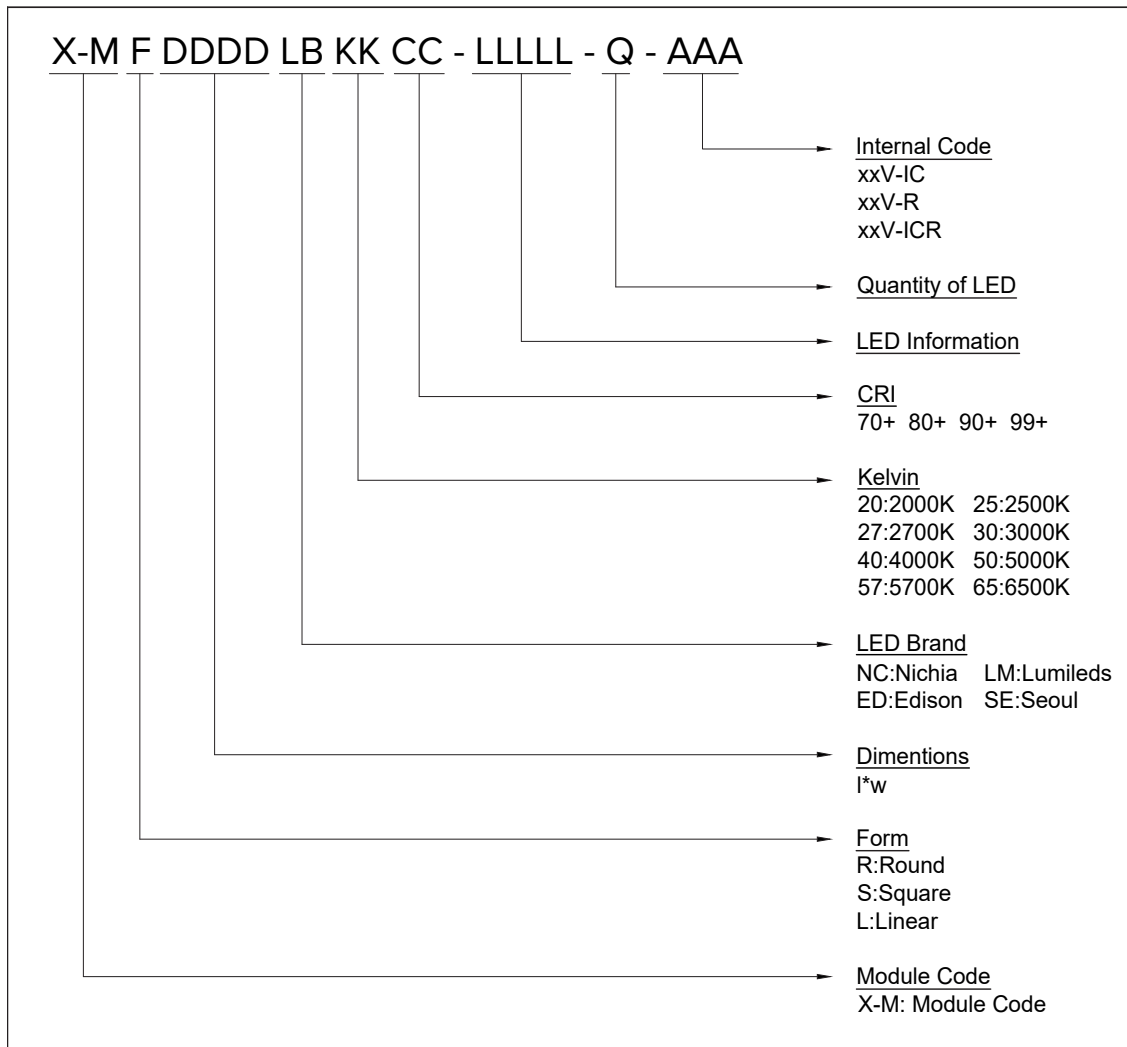 X-M F DDDD LB KK CC - LLLLL - Q - AAA
Internal Code
xxV-IC
xxV-R
xxV-ICR
Quantity of LED
LED Information
CRI
70+ 80+ 90+ 99+
Kelvin
20:2000K 25:2500K
27:2700K 30:3000K
40:4000K 50:5000K
57:5700K 65:6500K
LED Brand
NC:Nichia LM:Lumileds
ED:Edison SE:Seoul
Dimentions
l*w
Form
R:Round
S:Square
L:Linear
Module Code
X-M: Module Code